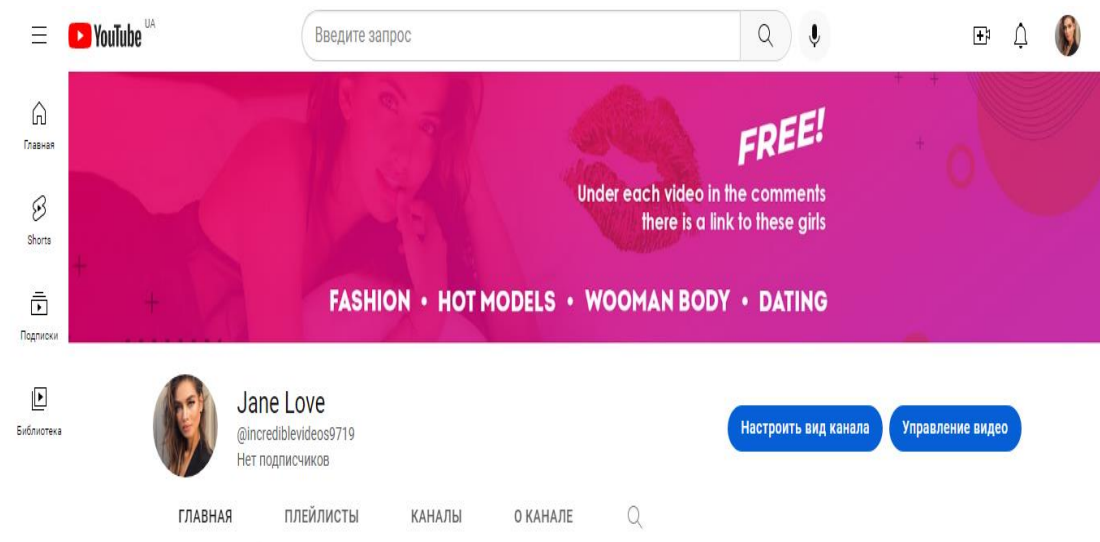 YouTube UA
Введите запрос
Главная
Shorts
Подписки
Библиотека
FREE!
Under each video in the comments
there is a link to these girls
FASHION • HOT MODELS • WOOMAN BODY • DATING
Jane Love
@incrediblevideos9719
Нет подписчиков
Настроить вид канала
Управление видео
ГЛАВНАЯ ПЛЕЙЛИСТЫ КАНАЛЫ О КАНАЛЕ